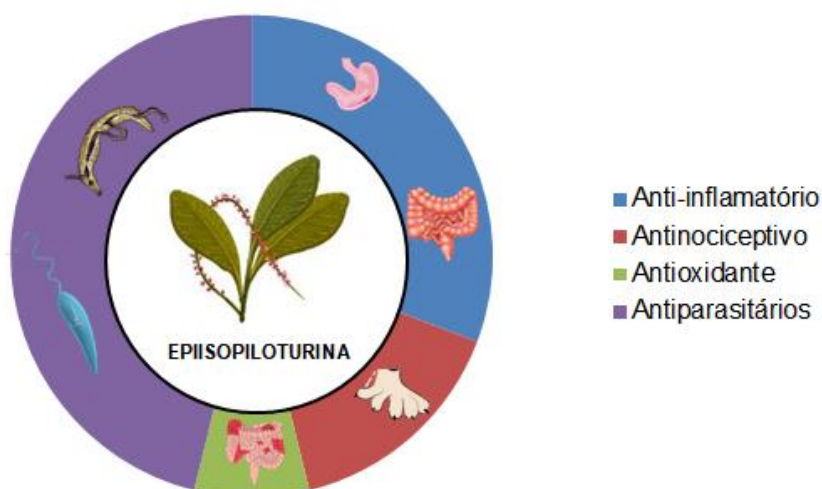 Anti-inflamatório
Antinociceptivo
Antioxidante
Antiparasitários
EPIISOPILOTURINA